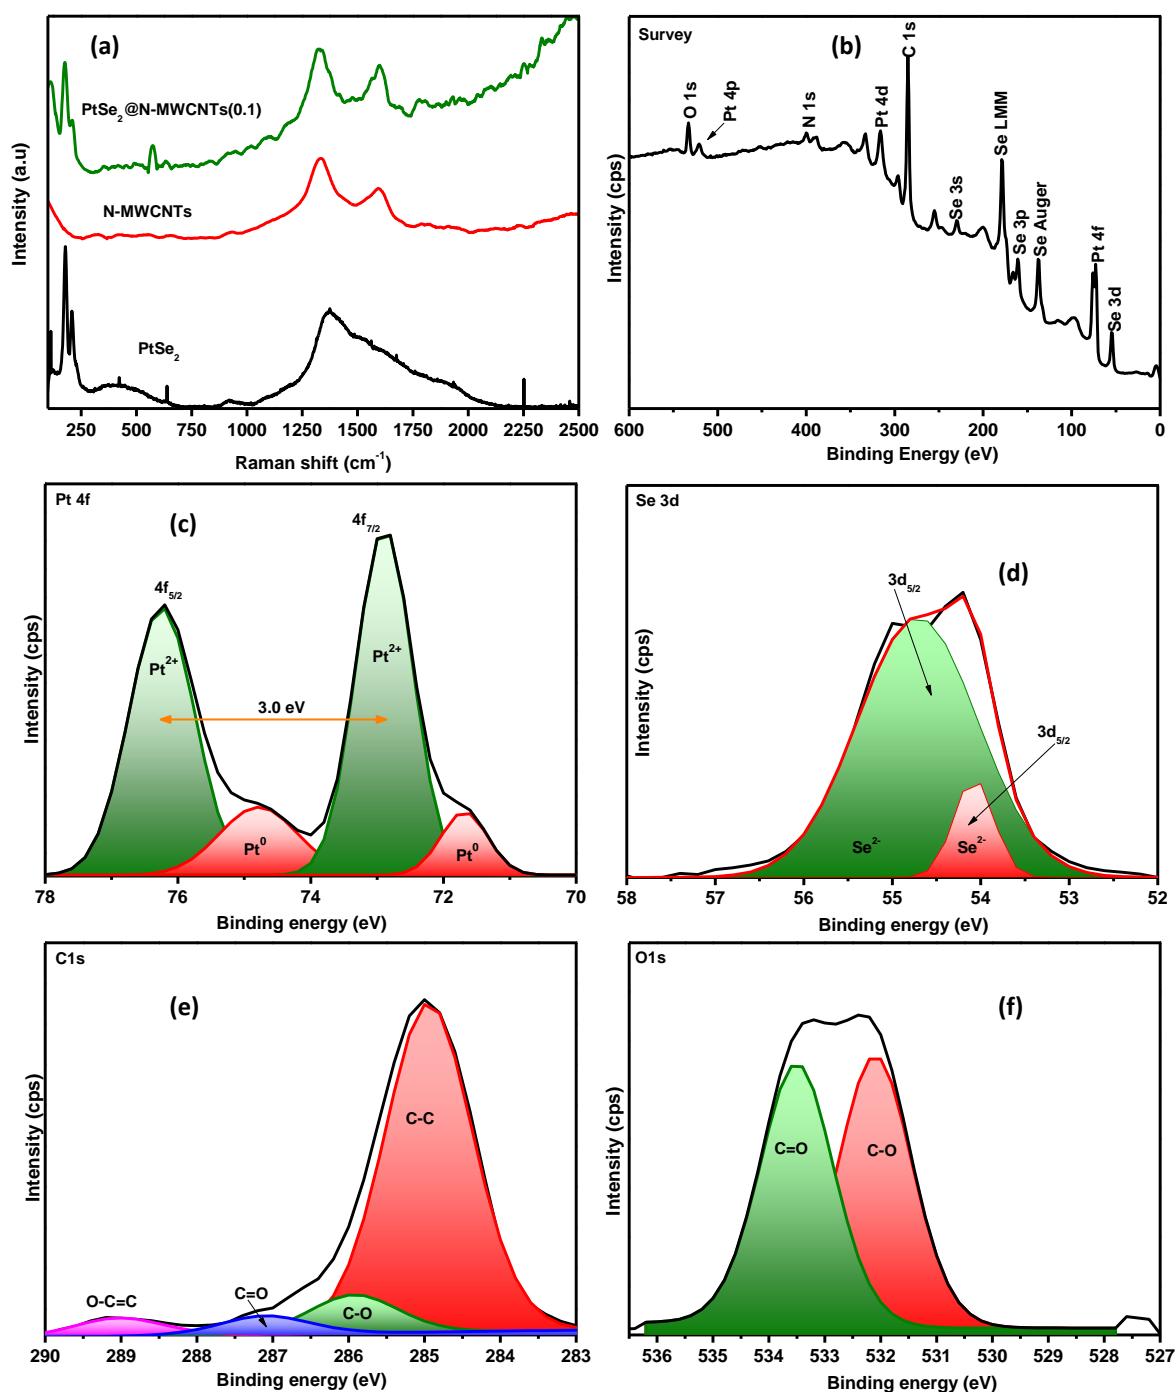 (a)
PtSe2@N-MWCNTs(0.1)
N-MWCNTs
PtSe2
Intensity (a.u)
250 500 750 1000 1250 1500 1750 2000 2250 2500
Raman shift (cm-1)
Survey
(b)
O 1s
Pt 4p
N 1s
Pt 4d
C 1s
Se 3s
Se LMM
Se 3p
Se Auger
Pt 4f
Se 3d
Intensity (cps)
600 500 400 300 200 100 0
Binding Energy (eV)
Pt 4f
(c)
4f5/2
4f7/2
Pt2+
Pt2+
3.0 eV
Pt0
Pt0
Intensity (cps)
78 76 74 72 70
Binding energy (eV)
Se 3d
(d)
3d5/2
3d5/2
Se2-
Se2-
Intensity (cps)
58 57 56 55 54 53 52
Binding energy (eV)
C1s
(e)
C-C
O-C=C
C=O
C-O
Intensity (cps)
290 289 288 287 286 285 284 283
Binding energy (eV)
O1s
(f)
C=O
C-O
Intensity (cps)
536 535 534 533 532 531 530 529 528 527
Binding energy (eV)